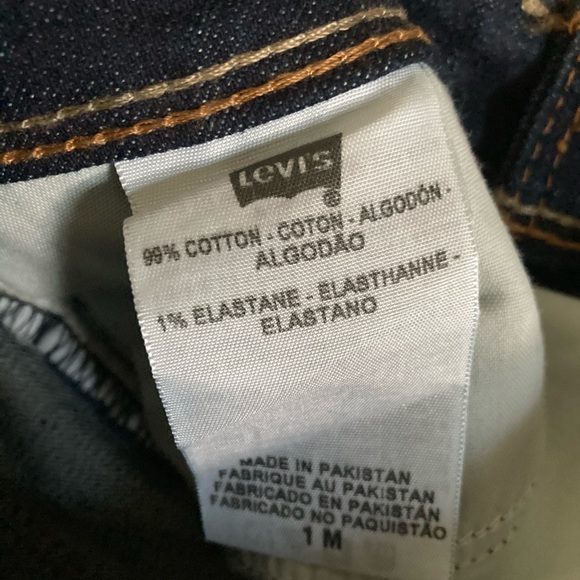 LEVI'S ®
99% COTTON - COTON - ALGODÓN -
ALGODÃO
1% ELASTANE - ELASTHANNE -
ELASTANO
MADE IN PAKISTAN
FABRIQUE AU PAKISTAN
FABRICADO EN PAKISTÁN
FABRICADO NO PAQUISTÃO
1 M